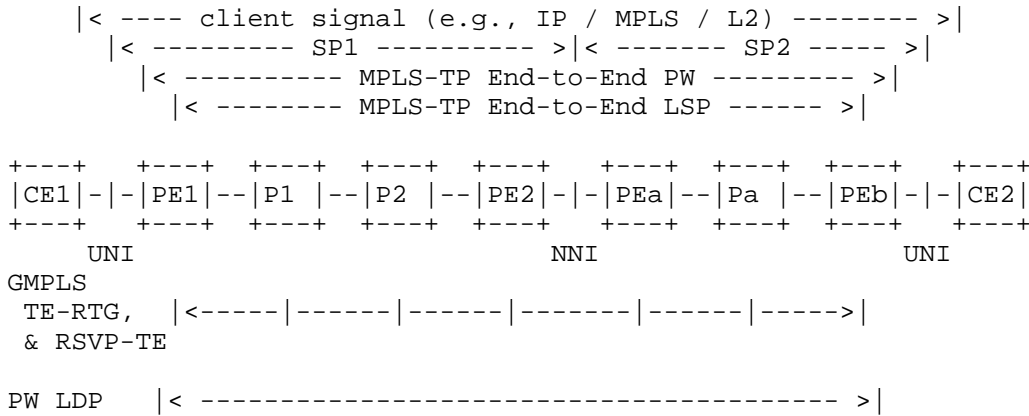 |< ---- client signal (e.g., IP / MPLS / L2) -------- >|
|< --------- SP1 ---------- >|< ------- SP2 ----- >|
|< ---------- MPLS-TP End-to-End PW --------- >|
|< -------- MPLS-TP End-to-End LSP ------ >|
+---+ +---+ +---+ +---+ +---+ +---+ +---+ +---+ +---+
|CE1|-|-|PE1|--|P1 |--|P2 |--|PE2|-|-|PEa|--|Pa |--|PEb|-|-|CE2|
+---+ +---+ +---+ +---+ +---+ +---+ +---+ +---+ +---+
UNI NNI UNI
GMPLS
TE-RTG, |<-----|------|------|-------|------|----->|
& RSVP-TE
PW LDP |< ---------------------------------------- >|